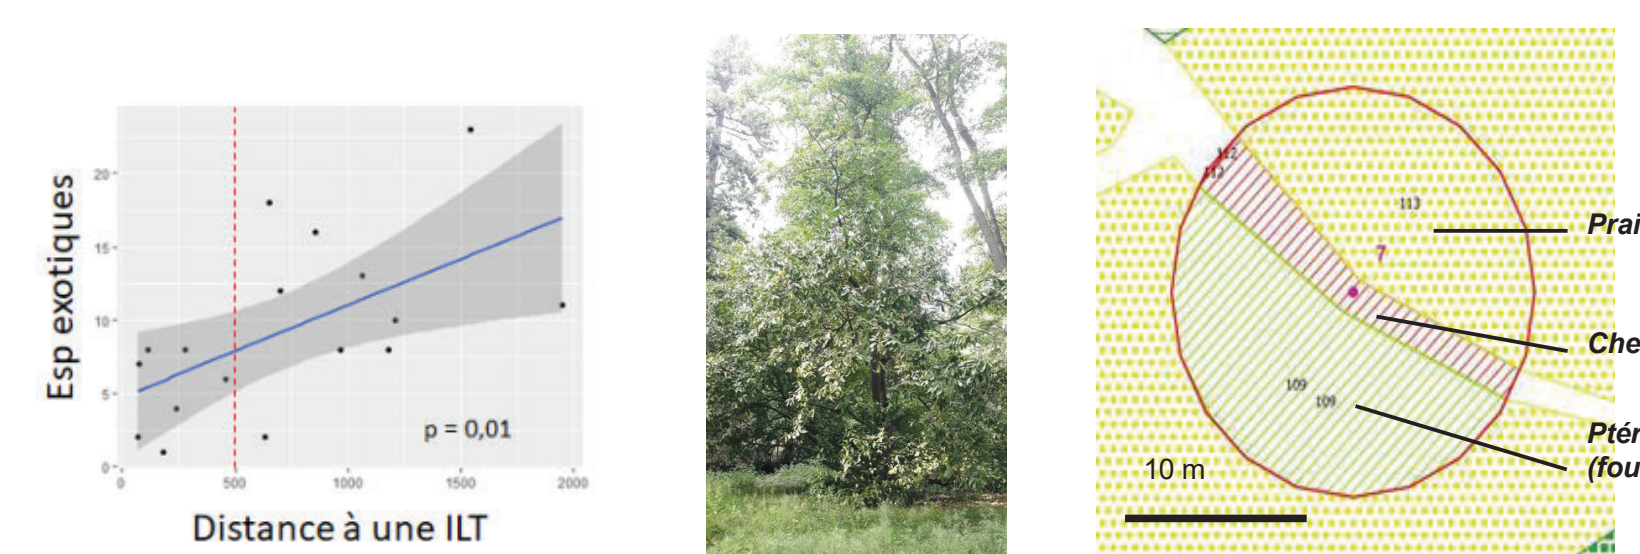 Esp exotiques
20
15
10
5
0
p = 0,01
0 500 1000 1500 2000
Distance à une ILT
112
112
113
7
109
109
10 m
Prai
Che
Ptér
(fou